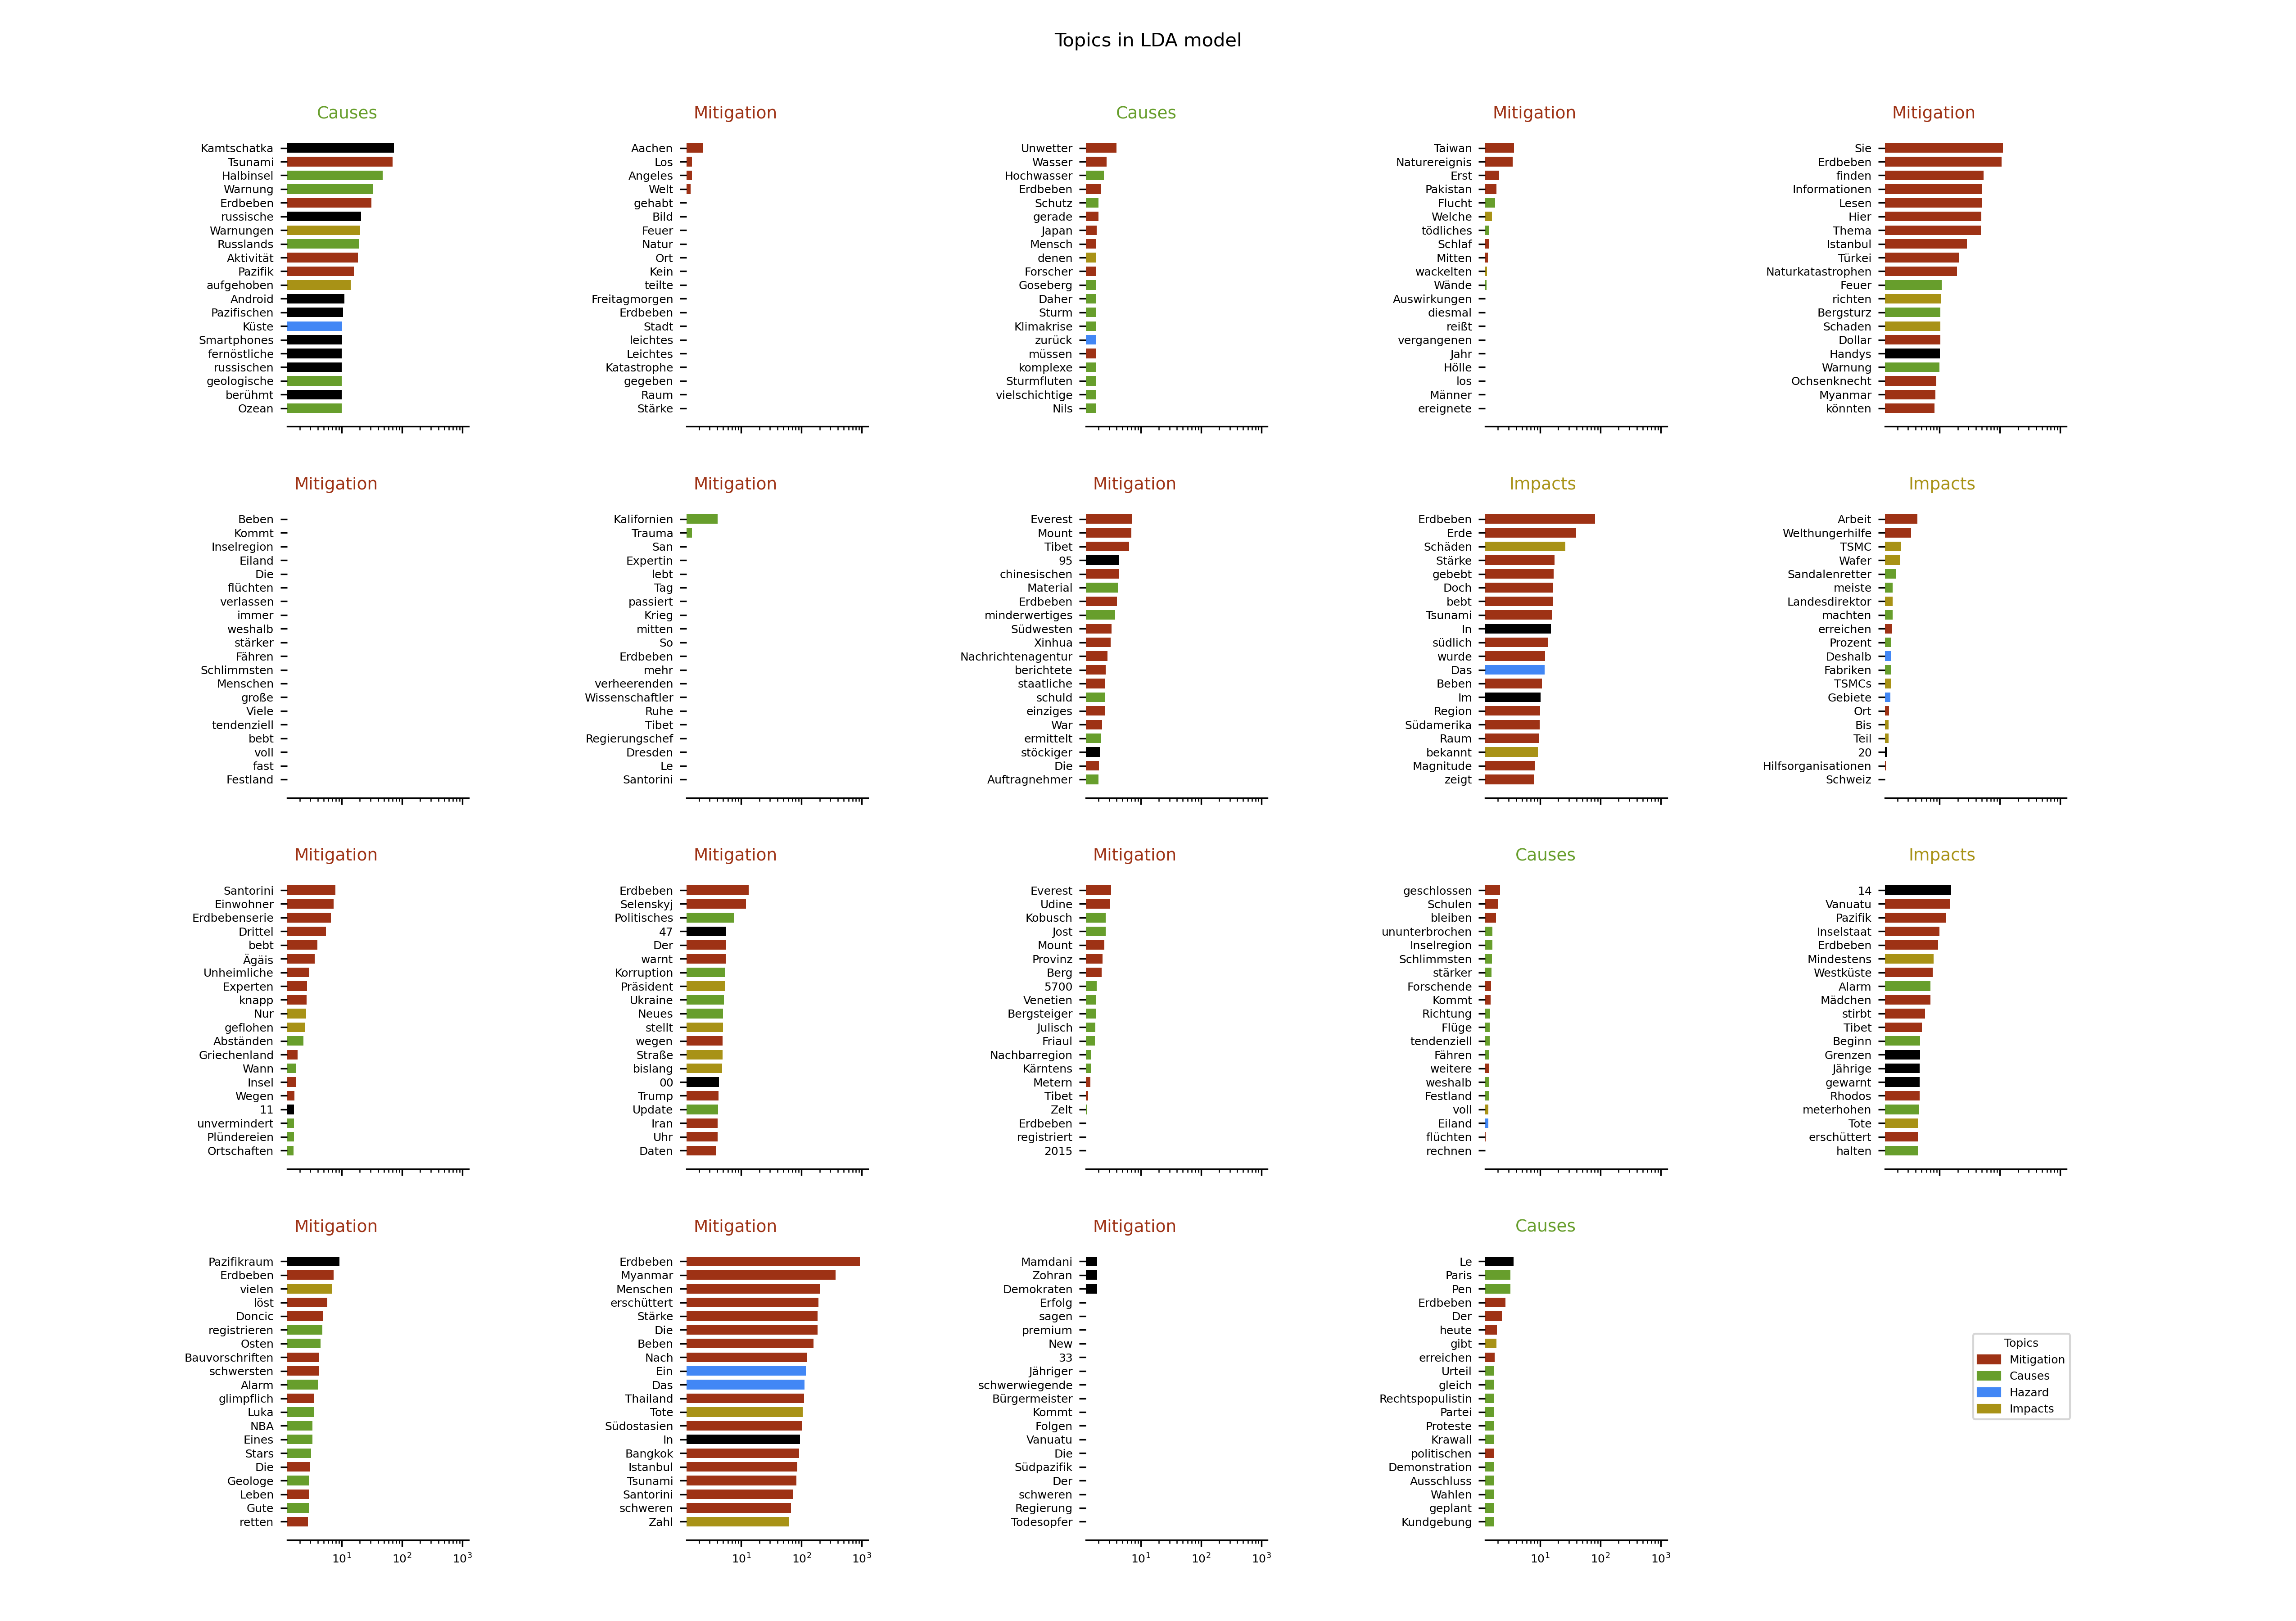 Topics in LDA model
Causes
Kamtschatka
Tsunami
Halbinsel
Warnung
Erdbeben
russische
Warnungen
Russlands
Aktivität
Pazifik
aufgehoben
Android
Pazifischen
Küste
Smartphones
fernöstliche
russischen
geologische
berühmt
Ozean
Mitigation
Aachen
Los
Angeles
Welt
gehabt
Bild
Feuer
Natur
Ort
Kein
teilte
Freitagmorgen
Erdbeben
Stadt
leichtes
Leichtes
Katastrophe
gegeben
Raum
Stärke
Causes
Unwetter
Wasser
Hochwasser
Erdbeben
Schutz
gerade
Japan
Mensch
denen
Forscher
Goseberg
Daher
Sturm
Klimakrise
zurück
müssen
komplexe
Sturmfluten
vielschichtige
Nils
Mitigation
Taiwan
Naturereignis
Erst
Pakistan
Flucht
Welche
tödliches
Schlaf
Mitten
wackelten
Wände
Auswirkungen
diesmal
reißt
vergangenen
Jahr
Hölle
los
Männer
ereignete
Mitigation
Sie
Erdbeben
finden
Informationen
Lesen
Hier
Thema
Istanbul
Türkei
Naturkatastrophen
Feuer
richten
Bergsturz
Schaden
Dollar
Handys
Warnung
Ochsenknecht
Myanmar
könnten
Mitigation
Beben
Kommt
Inselregion
Eiland
Die
flüchten
verlassen
immer
weshalb
stärker
Fähren
Schlimmsten
Menschen
große
Viele
tendenziell
bebt
voll
fast
Festland
Mitigation
Kalifornien
Trauma
San
Expertin
lebt
Tag
passiert
Krieg
mitten
So
Erdbeben
mehr
verheerenden
Wissenschaftler
Ruhe
Tibet
Regierungschef
Dresden
Le
Santorini
Mitigation
Everest
Mount
Tibet
95
chinesischen
Material
Erdbeben
minderwertiges
Südwesten
Xinhua
Nachrichtenagentur
berichtete
staatliche
schuld
einziges
War
ermittelt
stöckiger
Die
Auftragnehmer
Impacts
Erdbeben
Erde
Schäden
Stärke
gebebt
Doch
bebt
Tsunami
In
südlich
wurde
Das
Beben
Im
Region
Südamerika
Raum
bekannt
Magnitude
zeigt
Impacts
Arbeit
Welthungerhilfe
TSMC
Wafer
Sandalenretter
meiste
Landesdirektor
machten
erreichen
Prozent
Deshalb
Fabriken
TSMCs
Gebiete
Ort
Bis
Teil
20
Hilfsorganisationen
Schweiz
Mitigation
Santorini
Einwohner
Erdbebenserie
Drittel
bebt
Ägäis
Unheimliche
Experten
knapp
Nur
geflohen
Abständen
Griechenland
Wann
Insel
Wegen
11
unvermindert
Plündereien
Ortschaften
Mitigation
Erdbeben
Selenskyj
Politisches
47
Der
warnt
Korruption
Präsident
Ukraine
Neues
stellt
wegen
Straße
bislang
00
Trump
Update
Iran
Uhr
Daten
Mitigation
Everest
Udine
Kobusch
Jost
Mount
Provinz
Berg
5700
Venetien
Bergsteiger
Julisch
Friaul
Nachbarregion
Kärntens
Metern
Tibet
Zelt
Erdbeben
registriert
2015
Causes
geschlossen
Schulen
bleiben
ununterbrochen
Inselregion
Schlimmsten
stärker
Forschende
Kommt
Richtung
Flüge
tendenziell
Fähren
weitere
weshalb
Festland
voll
Eiland
flüchten
rechnen
Impacts
14
Vanuatu
Pazifik
Inselstaat
Erdbeben
Mindestens
Westküste
Alarm
Mädchen
stirbt
Tibet
Beginn
Grenzen
Jährige
gewarnt
Rhodos
meterhohen
Tote
erschüttert
halten
Mitigation
Pazifikraum
Erdbeben
vielen
löst
Doncic
registrieren
Osten
Bauvorschriften
schwersten
Alarm
glimpflich
Luka
NBA
Eines
Stars
Die
Geologe
Leben
Gute
retten
10¹ 10² 10³
Mitigation
Erdbeben
Myanmar
Menschen
erschüttert
Stärke
Die
Beben
Nach
Ein
Das
Thailand
Tote
Südostasien
In
Bangkok
Istanbul
Tsunami
Santorini
schweren
Zahl
10¹ 10² 10³
Mitigation
Mamdani
Zohran
Demokraten
Erfolg
sagen
premium
New
33
Jähriger
schwerwiegende
Bürgermeister
Kommt
Folgen
Vanuatu
Die
Südpazifik
Der
schweren
Regierung
Todesopfer
10¹ 10² 10³
Causes
Le
Paris
Pen
Erdbeben
Der
heute
gibt
erreichen
Urteil
gleich
Rechtspopulistin
Partei
Proteste
Krawall
politischen
Demonstration
Ausschluss
Wahlen
geplant
Kundgebung
10¹ 10² 10³
Topics
Mitigation
Causes
Hazard
Impacts